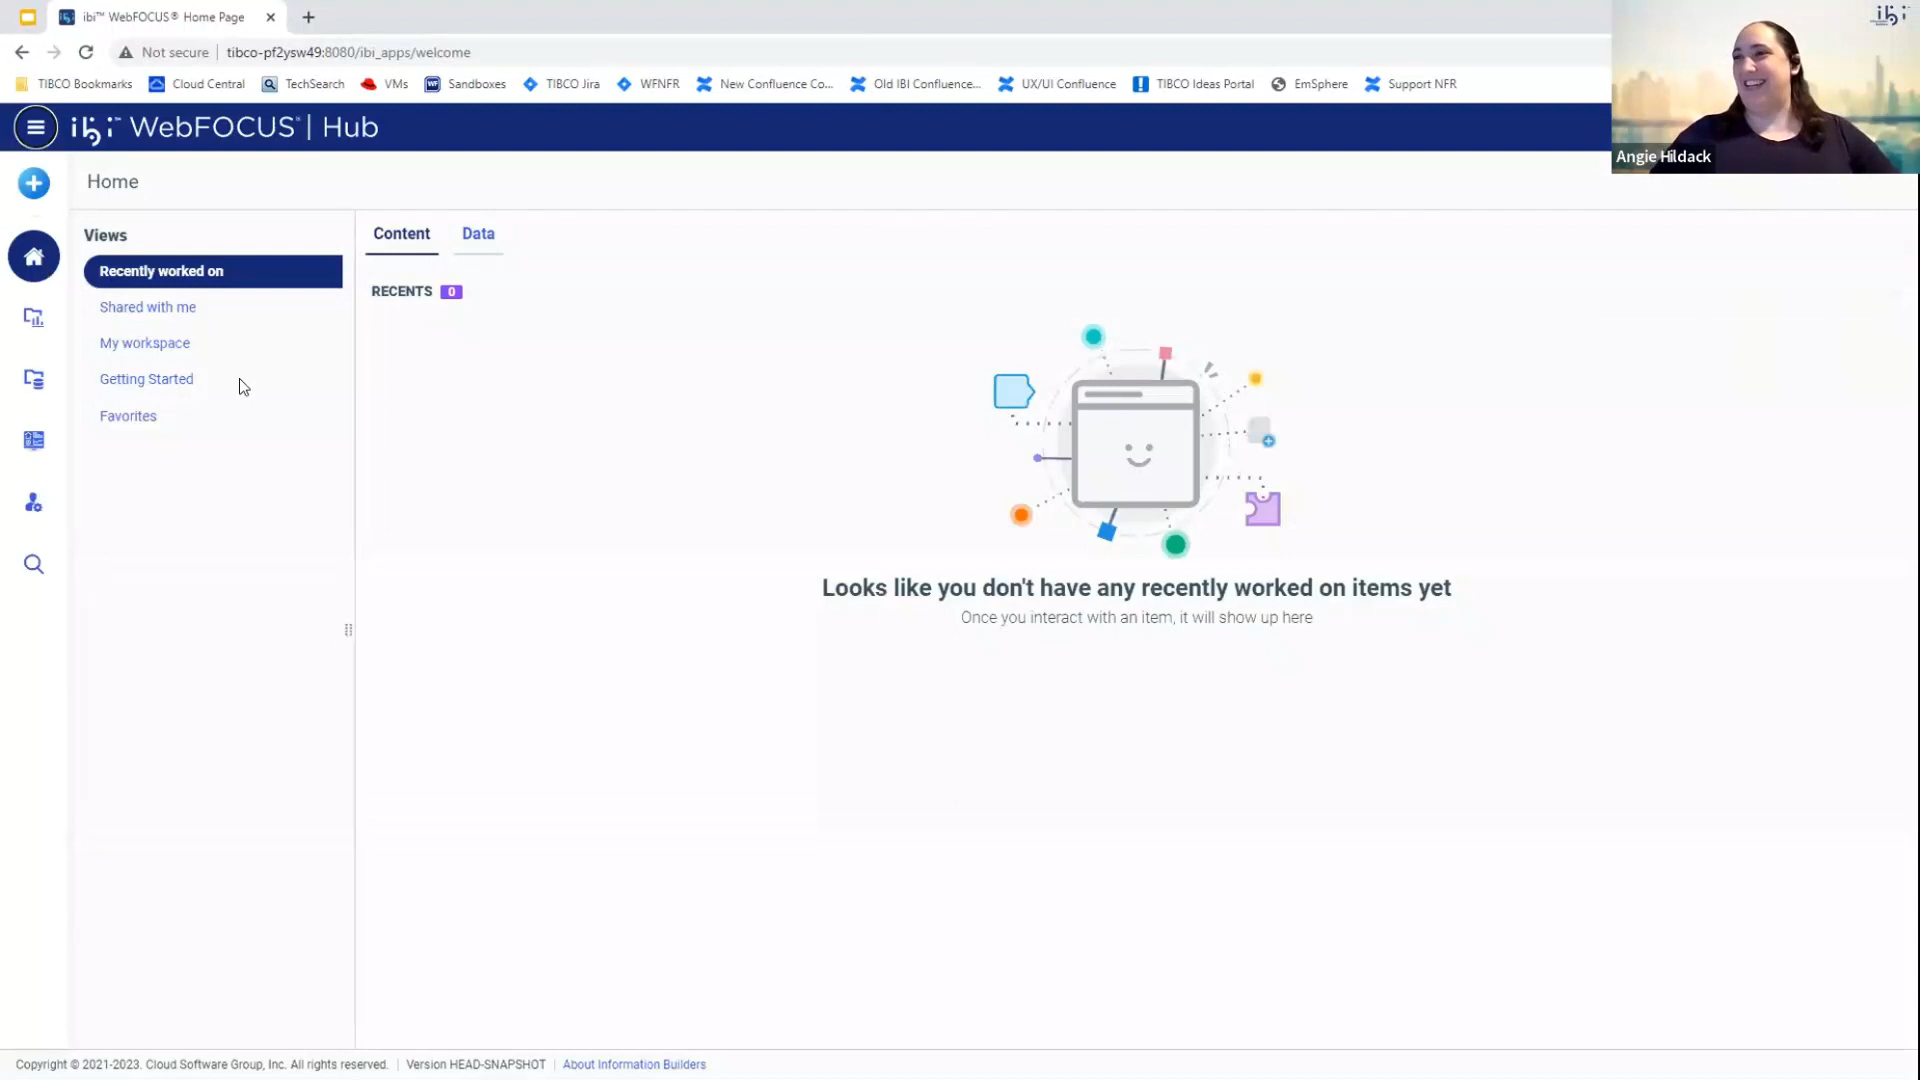 ibi™ WebFOCUS® Home Page
Not secure | tibco-pf2ysw49:8080/ibi_apps/welcome
TIBCO Bookmarks Cloud Central TechSearch VMs Sandboxes TIBCO Jira WFNFR New Confluence Co... Old IBI Confluence... UX/UI Confluence TIBCO Ideas Portal EmSphere Support NFR
ibi™ WebFOCUS® | Hub
ibi
Angie Hildack
Home
Views
Recently worked on
Shared with me
My workspace
Getting Started
Favorites
Content Data
RECENTS 0
Looks like you don't have any recently worked on items yet
Once you interact with an item, it will show up here
Copyright © 2021-2023. Cloud Software Group, Inc. All rights reserved. | Version HEAD-SNAPSHOT | About Information Builders